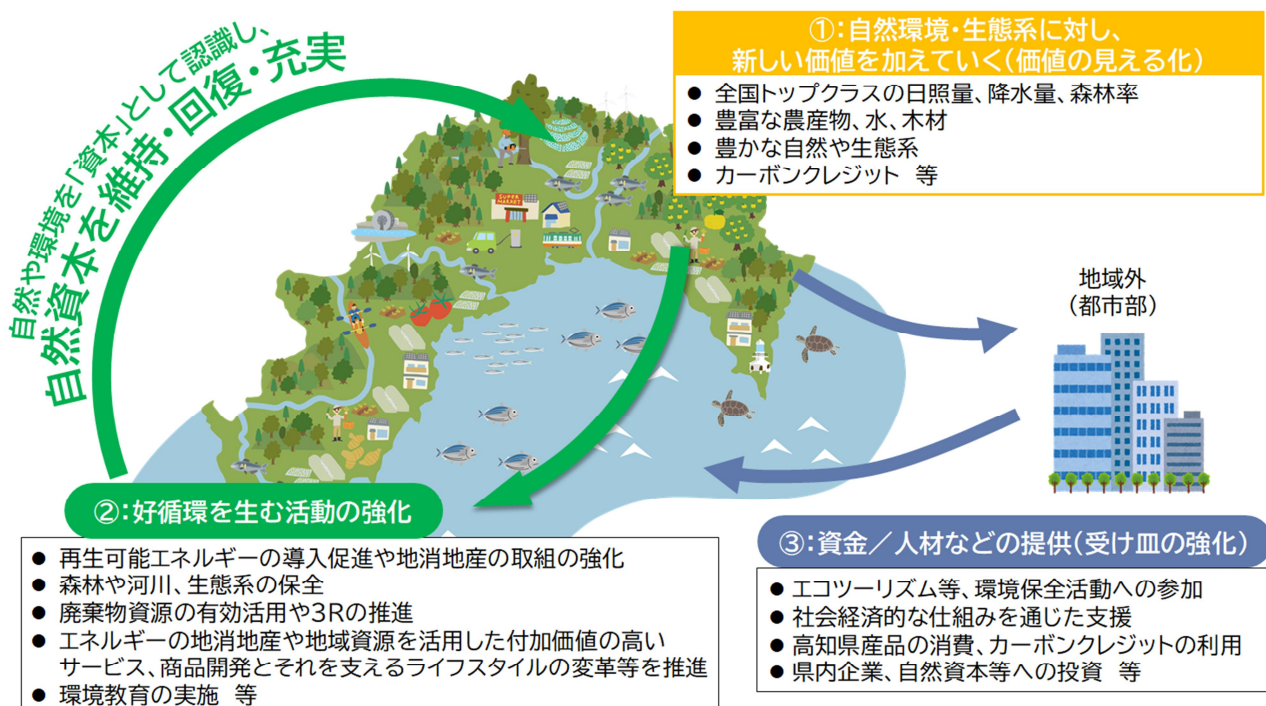 自然や環境を「資本」として認識し、
自然資本を維持・回復・充実
①:自然環境・生態系に対し、
新しい価値を加えていく(価値の見える化)
● 全国トップクラスの日照量、降水量、森林率
● 豊富な農産物、水、木材
● 豊かな自然や生態系
● カーボンクレジット 等
SUPER
MARKET
地域外
(都市部)
②:好循環を生む活動の強化
● 再生可能エネルギーの導入促進や地消地産の取組の強化
● 森林や河川、生態系の保全
● 廃棄物資源の有効活用や3Rの推進
● エネルギーの地消地産や地域資源を活用した付加価値の高い
サービス、商品開発とそれを支えるライフスタイルの変革等を推進
● 環境教育の実施 等
③:資金/人材などの提供(受け皿の強化)
● エコツーリズム等、環境保全活動への参加
● 社会経済的な仕組みを通じた支援
● 高知県産品の消費、カーボンクレジットの利用
● 県内企業、自然資本等への投資 等